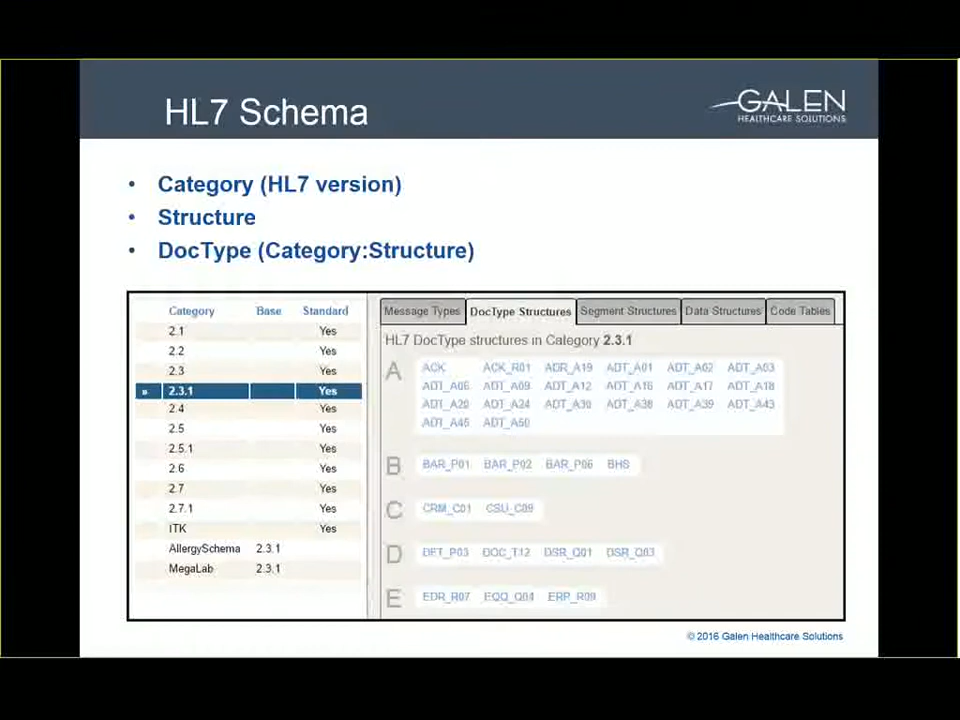 HL7 Schema
GALEN
HEALTHCARE SOLUTIONS
• Category (HL7 version)
• Structure
• DocType (Category:Structure)
Category Base Standard
2.1 Yes
2.2 Yes
2.3 Yes
» 2.3.1 Yes
2.4 Yes
2.5 Yes
2.5.1 Yes
2.6 Yes
2.7 Yes
2.7.1 Yes
ITK Yes
AllergySchema 2.3.1
MegaLab 2.3.1
Message Types DocType Structures Segment Structures Data Structures Code Tables
HL7 DocType structures in Category 2.3.1
A ACK ACK_R01 ADR_A19 ADT_A01 ADT_A02 ADT_A03
ADT_A06 ADT_A09 ADT_A12 ADT_A16 ADT_A17 ADT_A18
ADT_A20 ADT_A24 ADT_A30 ADT_A38 ADT_A39 ADT_A43
ADT_A45 ADT_A50
B BAR_P01 BAR_P02 BAR_P06 BHS
C CRM_C01 CSU_C09
D DFT_P03 DOC_T12 DSR_Q01 DSR_Q03
E EDR_R07 EQQ_Q04 ERP_R09
© 2016 Galen Healthcare Solutions